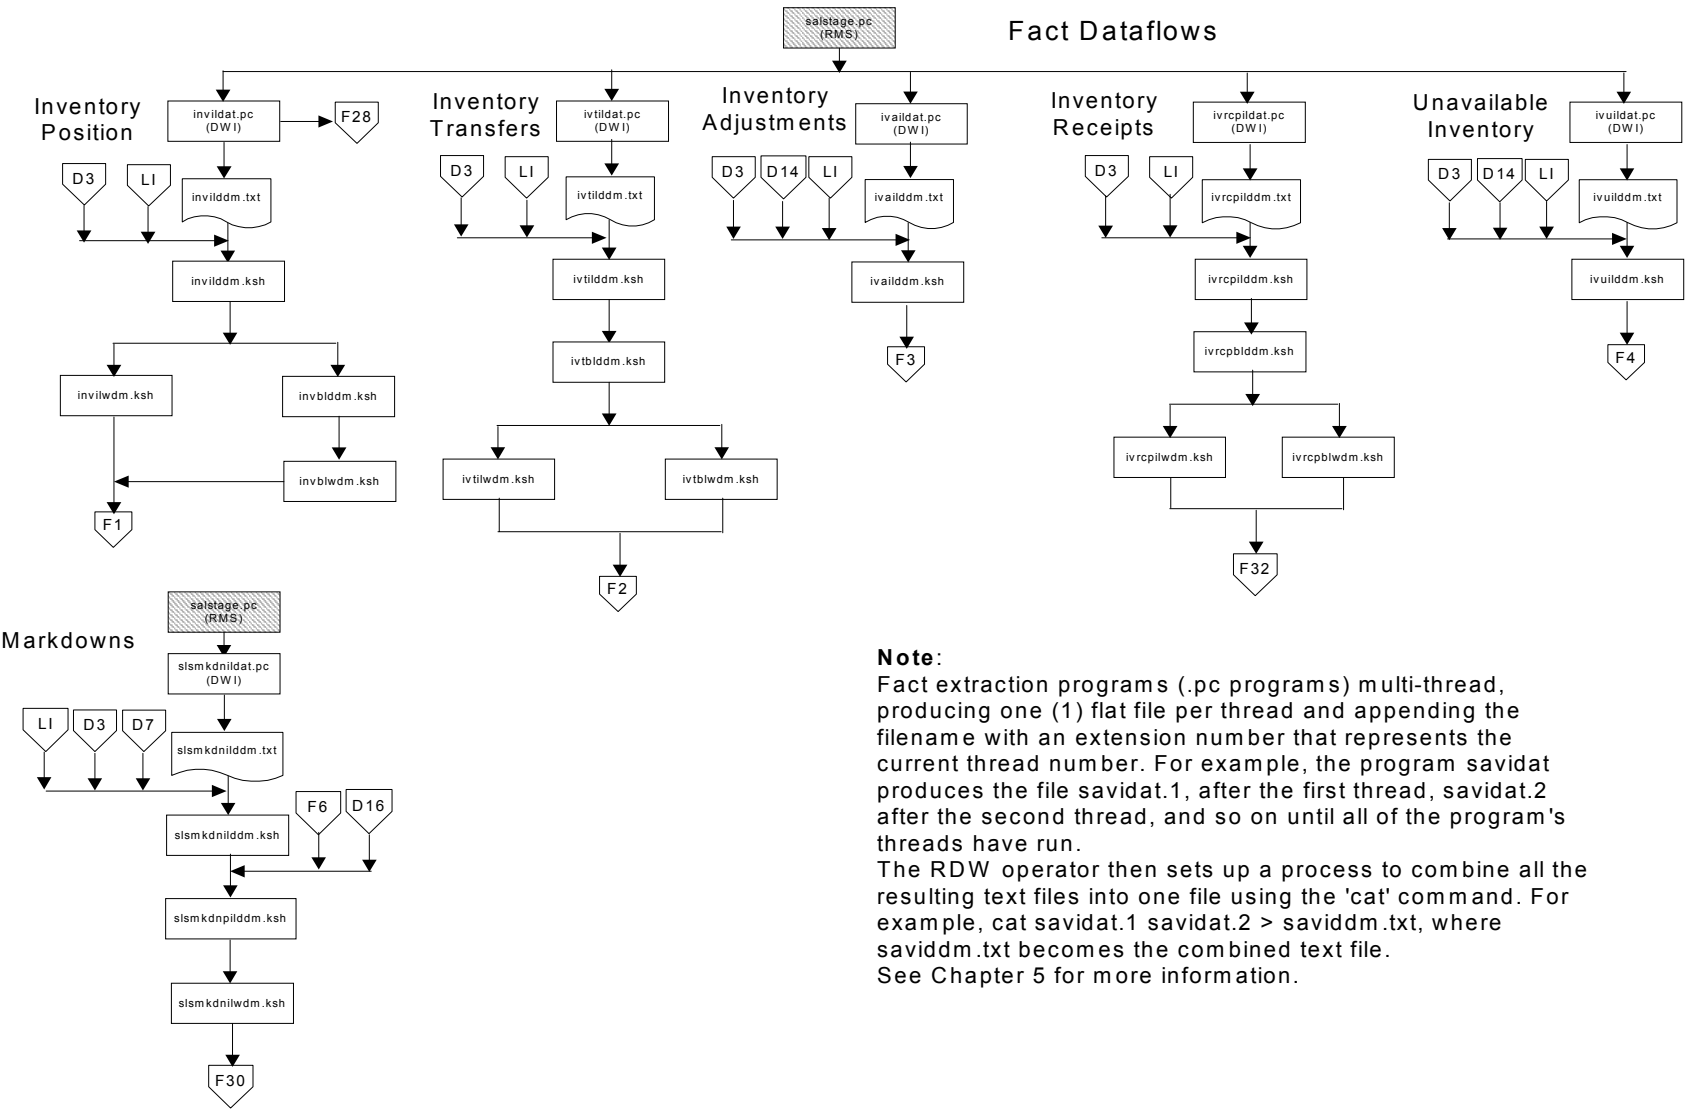 salstage.pc
(RMS)
Fact Dataflows
Inventory
Position
invildat.pc
(DWI)
F28
D3
LI
invilddm.txt
invilddm.ksh
invilwdm.ksh
invblddm.ksh
invblwdm.ksh
F1
Inventory
Transfers
ivtildat.pc
(DWI)
D3
LI
ivtilddm.txt
ivtilddm.ksh
ivtblddm.ksh
ivtilwdm.ksh
ivtblwdm.ksh
F2
Inventory
Adjustments
ivaildat.pc
(DWI)
D3
D14
LI
ivailddm.txt
ivailddm.ksh
F3
Inventory
Receipts
ivrcpildat.pc
(DWI)
D3
LI
ivrcpilddm.txt
ivrcpilddm.ksh
ivrcpblddm.ksh
ivrcpilwdm.ksh
ivrcpblwdm.ksh
F32
Unavailable
Inventory
ivuildat.pc
(DWI)
D3
D14
LI
ivuilddm.txt
ivuilddm.ksh
F4
salstage.pc
(RMS)
Markdowns
slsmkdnildat.pc
(DWI)
LI
D3
D7
slsmkdnilddm.txt
F6
D16
slsmkdnilddm.ksh
slsmkdnpilddm.ksh
slsmkdnilwdm.ksh
F30
Note:
Fact extraction programs (.pc programs) multi-thread,
producing one (1) flat file per thread and appending the
filename with an extension number that represents the
current thread number. For example, the program savidat
produces the file savidat.1, after the first thread, savidat.2
after the second thread, and so on until all of the program's
threads have run.
The RDW operator then sets up a process to combine all the
resulting text files into one file using the 'cat' command. For
example, cat savidat.1 savidat.2 > saviddm.txt, where
saviddm.txt becomes the combined text file.
See Chapter 5 for more information.